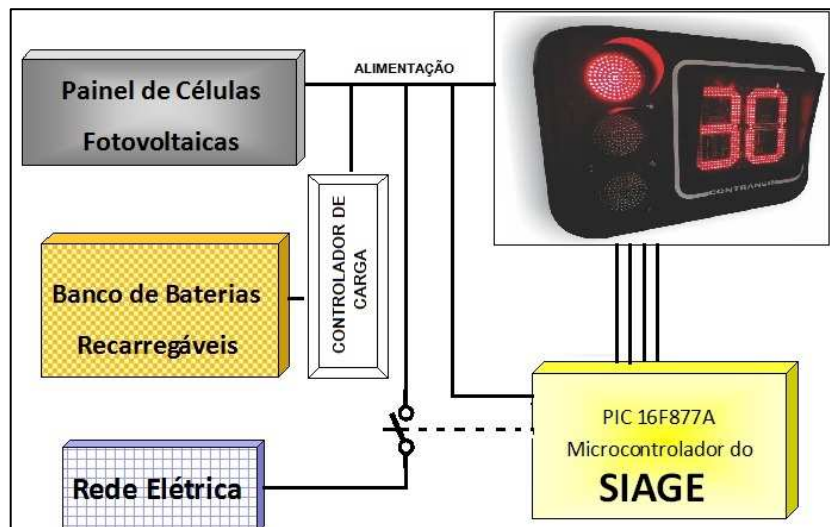 Painel de Células
Fotovoltaicas
ALIMENTAÇÃO
30
CONTRANSIN
CONTROLADOR DE
CARGA
Banco de Baterias
Recarregáveis
PIC 16F877A
Microcontrolador do
SIAGE
Rede Elétrica